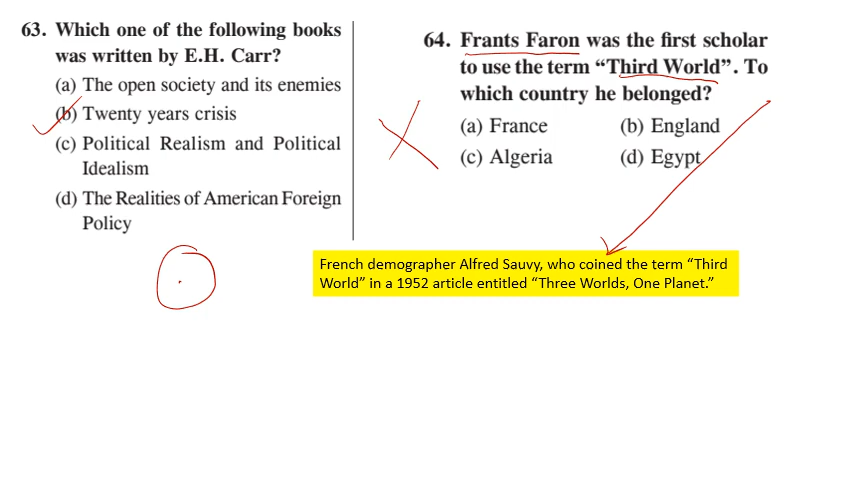 63. Which one of the following books
was written by E.H. Carr?
(a) The open society and its enemies
(b) Twenty years crisis
(c) Political Realism and Political
Idealism
(d) The Realities of American Foreign
Policy
64. Frants Faron was the first scholar
to use the term “Third World”. To
which country he belonged?
(a) France (b) England
(c) Algeria (d) Egypt
French demographer Alfred Sauvy, who coined the term “Third
World” in a 1952 article entitled “Three Worlds, One Planet.”